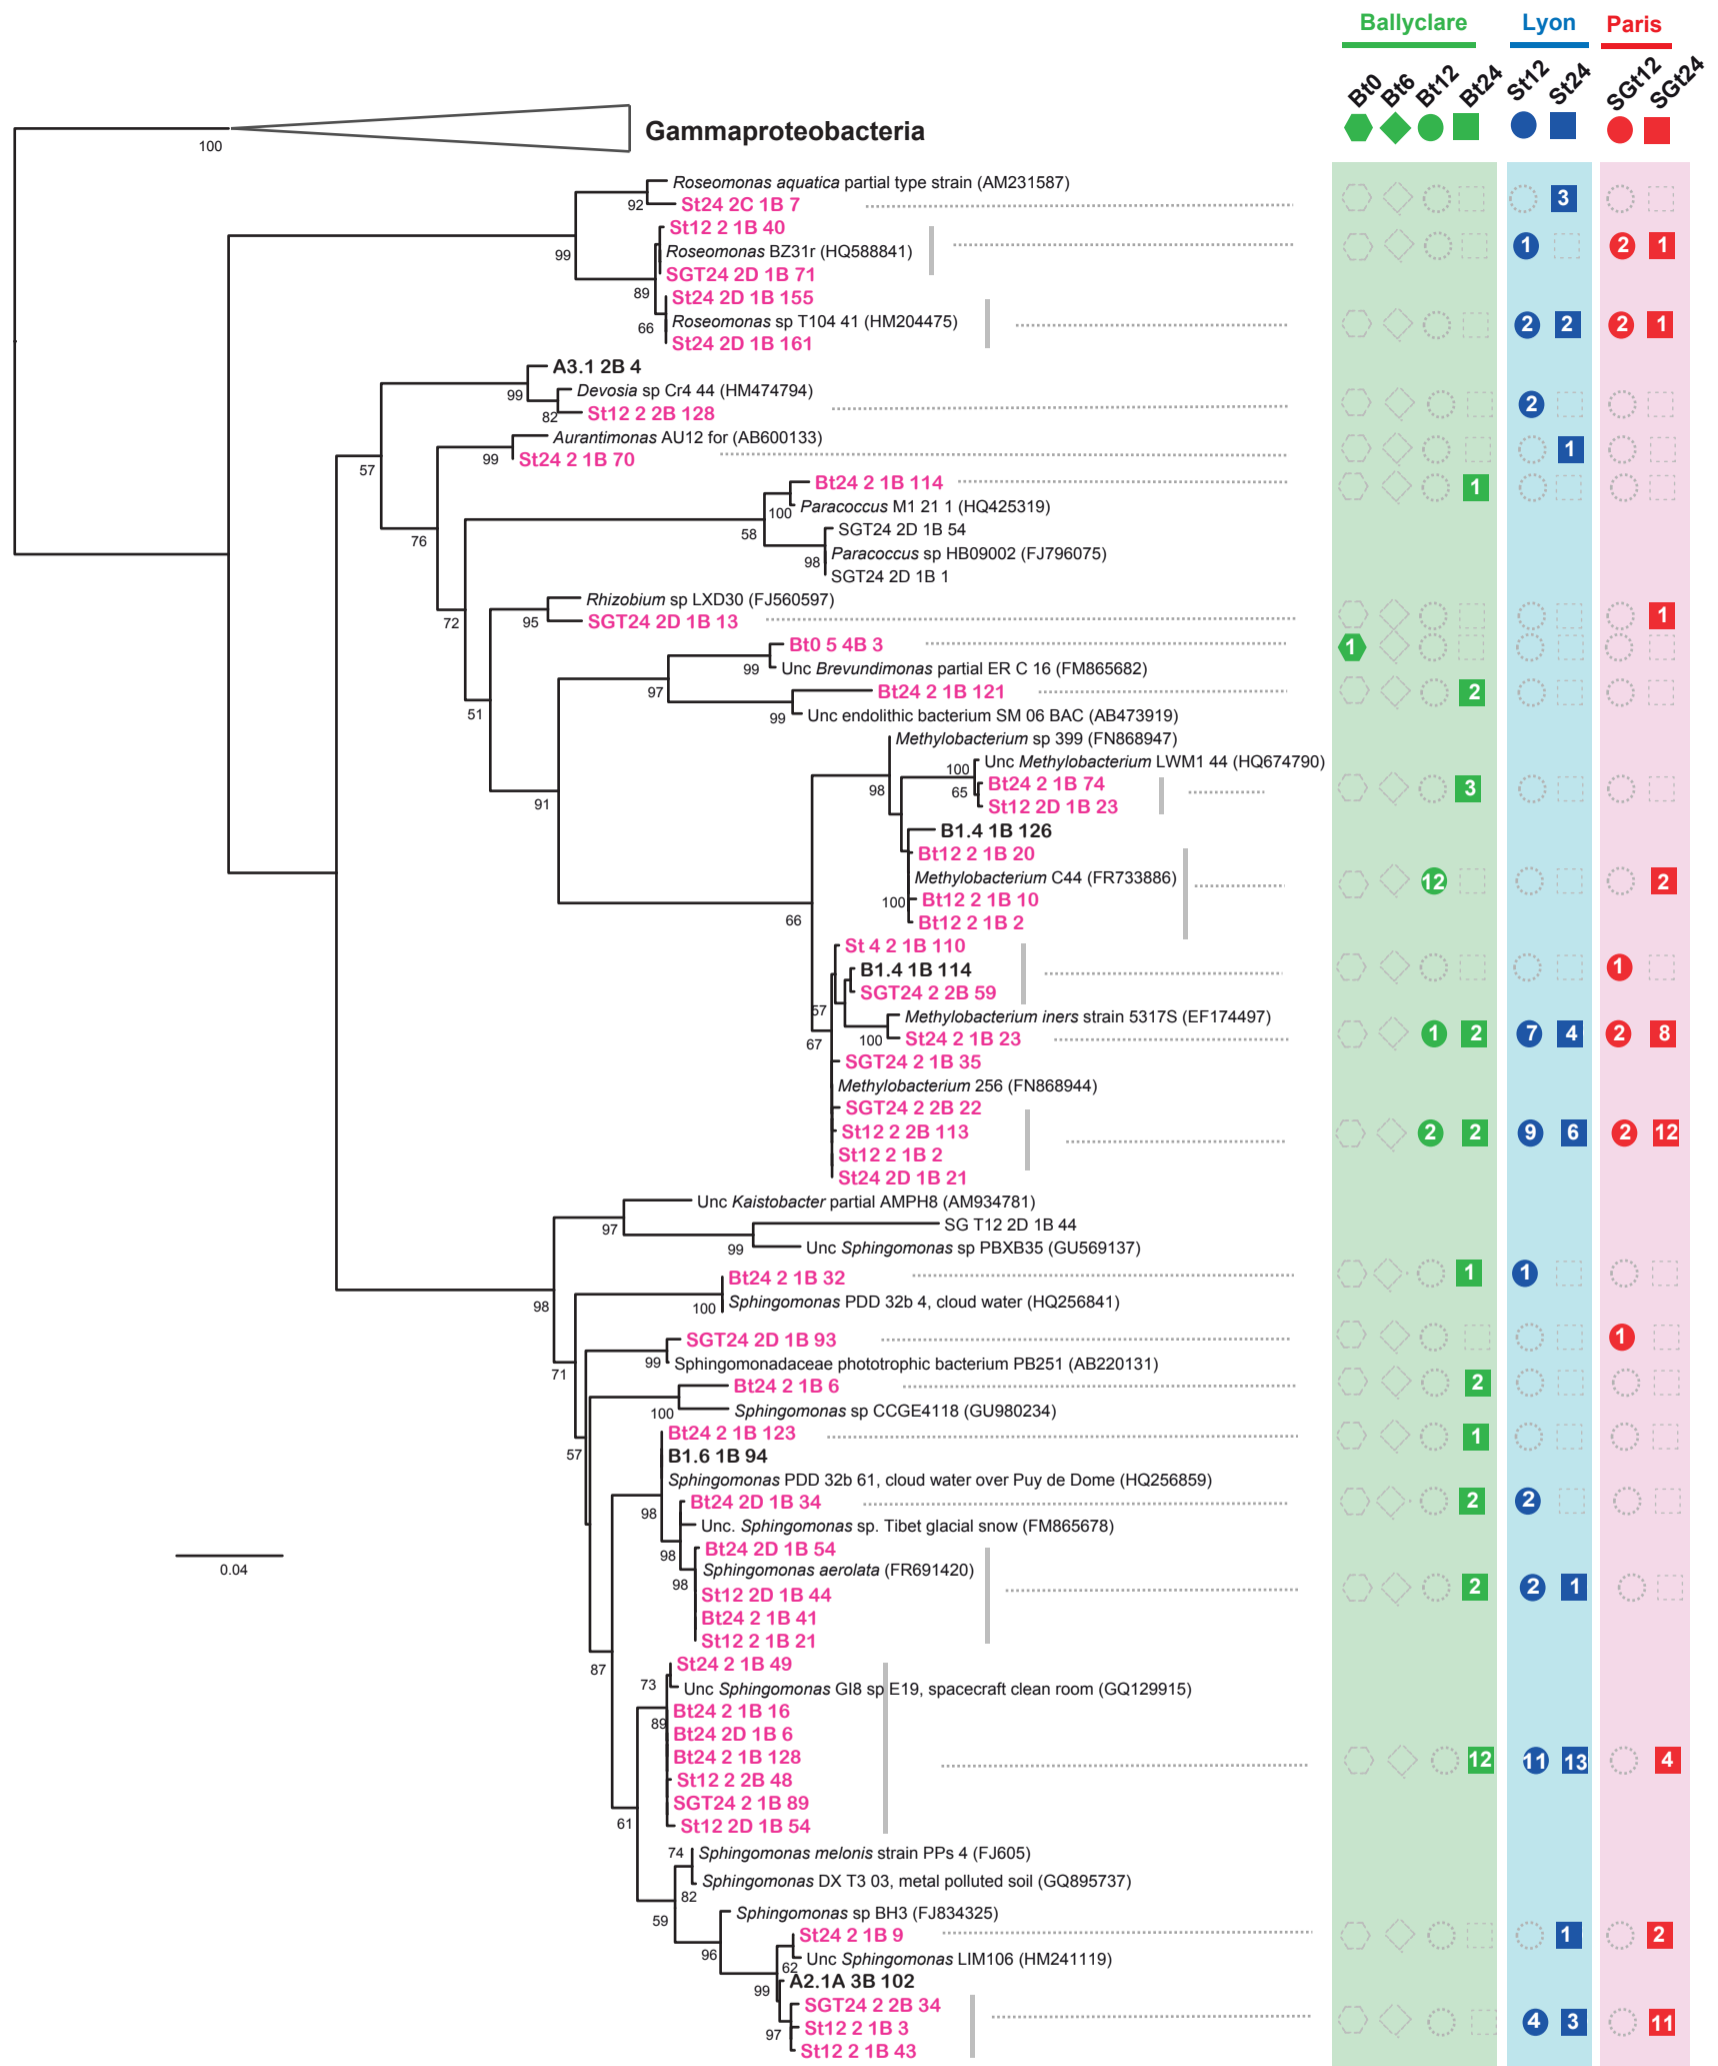 Ballyclare Lyon Paris
Bt0 Bt6 Bt12 Bt24 St12 St24 SGt12 SGt24
Gammaproteobacteria
100
Roseomonas aquatica partial type strain (AM231587)
92 St24 2C 1B 7 3
St12 2 1B 40
99 Roseomonas BZ31r (HQ588841) 1 2 1
SGT24 2D 1B 71
89 St24 2D 1B 155
66 Roseomonas sp T104 41 (HM204475) 2 2 2 1
St24 2D 1B 161
A3.1 2B 4
99 Devosia sp Cr4 44 (HM474794)
82 St12 2 2B 128 2
Aurantimonas AU12 for (AB600133)
57 99 St24 2 1B 70 1
Bt24 2 1B 114 1
100 Paracoccus M1 21 1 (HQ425319)
76 58 SGT24 2D 1B 54
98 Paracoccus sp HB09002 (FJ796075)
SGT24 2D 1B 1
Rhizobium sp LXD30 (FJ560597)
72 95 SGT24 2D 1B 13 1
Bt0 5 4B 3 1
99 Unc Brevundimonas partial ER C 16 (FM865682)
97 Bt24 2 1B 121 2
51 99 Unc endolithic bacterium SM 06 BAC (AB473919)
Methylobacterium sp 399 (FN868947)
100 Unc Methylobacterium LWM1 44 (HQ674790)
98 65 Bt24 2 1B 74 3
91 St12 2D 1B 23
B1.4 1B 126
Bt12 2 1B 20
Methylobacterium C44 (FR733886) 12 2
100 Bt12 2 1B 10
66 Bt12 2 1B 2
St 4 2 1B 110
B1.4 1B 114 1
SGT24 2 2B 59
57 Methylobacterium iners strain 5317S (EF174497)
67 100 St24 2 1B 23 1 2 7 4 2 8
SGT24 2 1B 35
Methylobacterium 256 (FN868944)
SGT24 2 2B 22
St12 2 2B 113 2 2 9 6 2 12
St12 2 1B 2
St24 2D 1B 21
Unc Kaistobacter partial AMPH8 (AM934781)
97 SG T12 2D 1B 44
99 Unc Sphingomonas sp PBXB35 (GU569137)
Bt24 2 1B 32 1 1
98 100 Sphingomonas PDD 32b 4, cloud water (HQ256841)
SGT24 2D 1B 93 1
71 99 Sphingomonadaceae phototrophic bacterium PB251 (AB220131)
Bt24 2 1B 6 2
100 Sphingomonas sp CCGE4118 (GU980234)
Bt24 2 1B 123 1
57 B1.6 1B 94
Sphingomonas PDD 32b 61, cloud water over Puy de Dome (HQ256859)
98 Bt24 2D 1B 34 2 2
Unc. Sphingomonas sp. Tibet glacial snow (FM865678)
98 Bt24 2D 1B 54
0.04
98 Sphingomonas aerolata (FR691420) 2 2 1
St12 2D 1B 44
Bt24 2 1B 41
St12 2 1B 21
87 St24 2 1B 49
73 Unc Sphingomonas GI8 sp E19, spacecraft clean room (GQ129915)
Bt24 2 1B 16
89 Bt24 2D 1B 6
Bt24 2 1B 128 12 11 13 4
St12 2 2B 48
SGT24 2 1B 89
61 St12 2D 1B 54
74 Sphingomonas melonis strain PPs 4 (FJ605)
82 Sphingomonas DX T3 03, metal polluted soil (GQ895737)
59 Sphingomonas sp BH3 (FJ834325)
St24 2 1B 9 1 2
96 62 Unc Sphingomonas LIM106 (HM241119)
99 A2.1A 3B 102
SGT24 2 2B 34
97 St12 2 1B 3 4 3 11
St12 2 1B 43